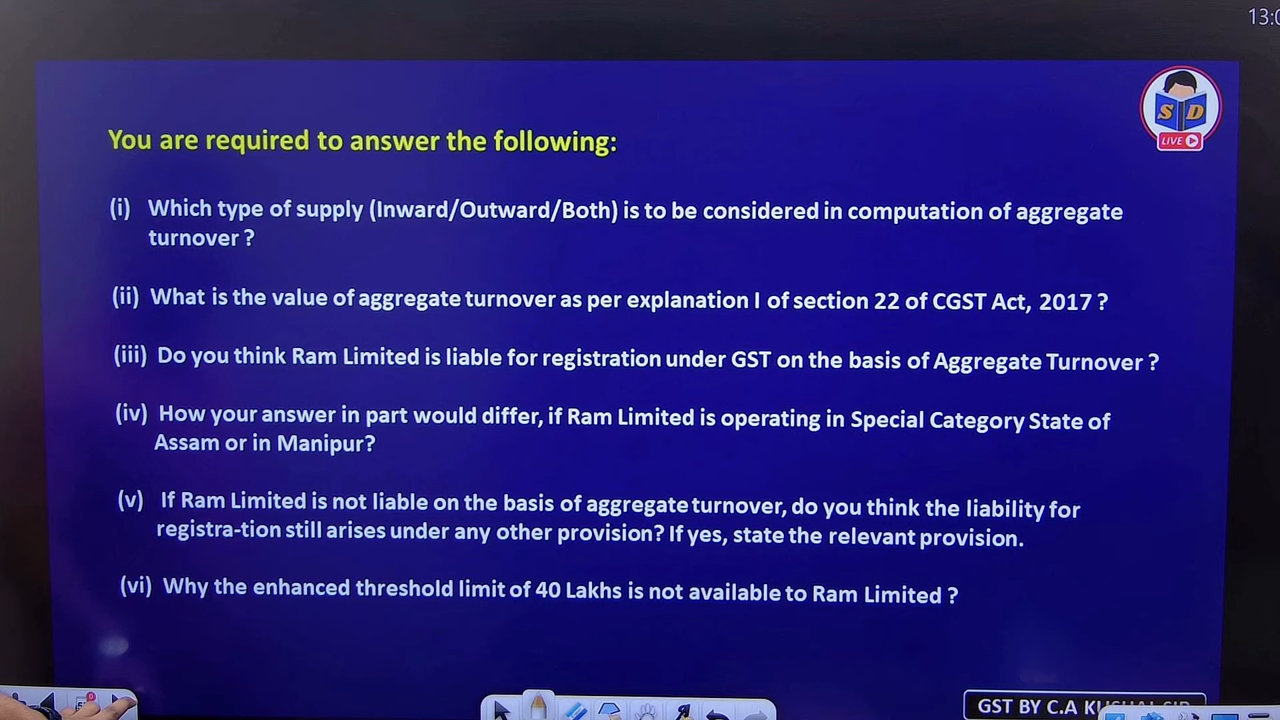 13:0
S D
LIVE
You are required to answer the following:
(i) Which type of supply (Inward/Outward/Both) is to be considered in computation of aggregate
turnover ?
(ii) What is the value of aggregate turnover as per explanation I of section 22 of CGST Act, 2017 ?
(iii) Do you think Ram Limited is liable for registration under GST on the basis of Aggregate Turnover ?
(iv) How your answer in part would differ, if Ram Limited is operating in Special Category State of
Assam or in Manipur?
(v) If Ram Limited is not liable on the basis of aggregate turnover, do you think the liability for
registra-tion still arises under any other provision? If yes, state the relevant provision.
(vi) Why the enhanced threshold limit of 40 Lakhs is not available to Ram Limited ?
GST BY C.A KUSHAL SIR